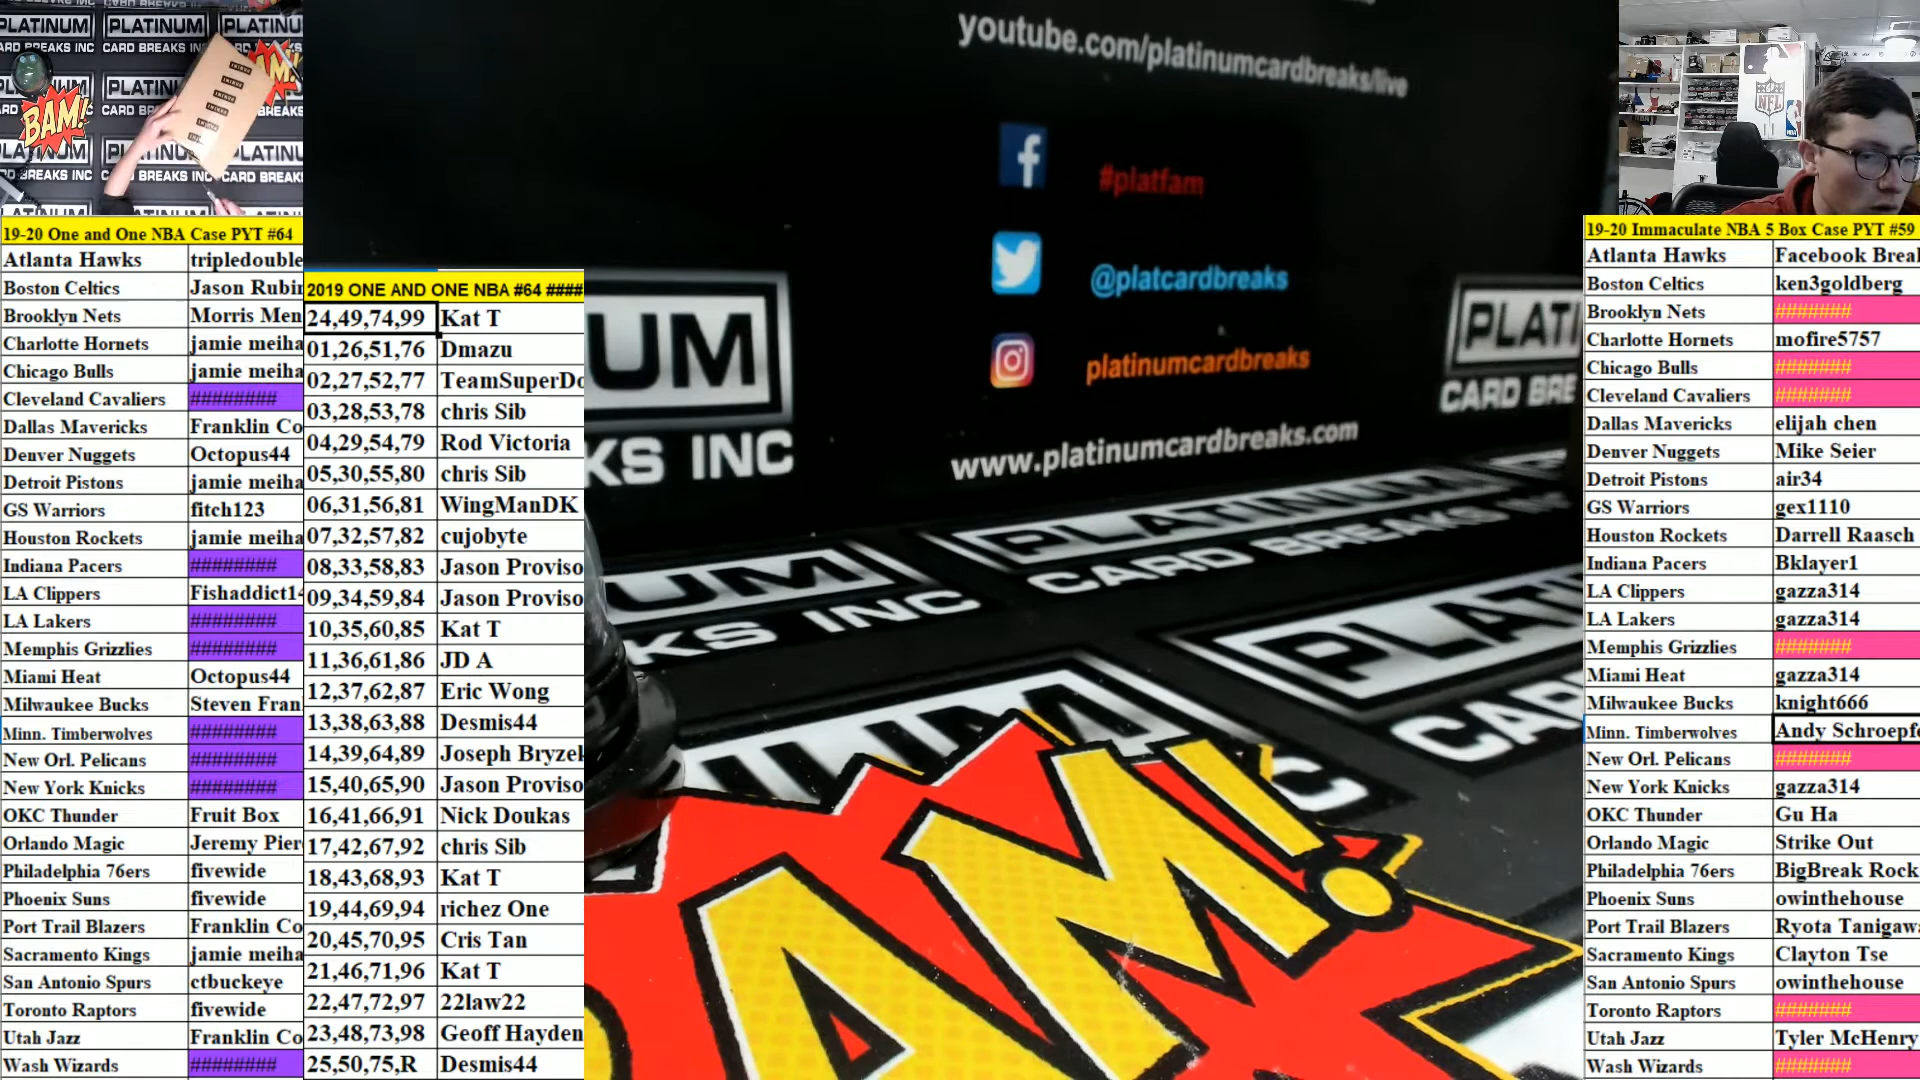 PLATINUM PLATINUM PLATINUM
CARD BREAKS INC CARD BREAKS INC
BAM!
19-20 One and One NBA Case PYT #64
Atlanta Hawks tripledouble
Boston Celtics Jason Rubin
Brooklyn Nets Morris Men
Charlotte Hornets jamie meiha
Chicago Bulls jamie meiha
Cleveland Cavaliers ########
Dallas Mavericks Franklin Co
Denver Nuggets Octopus44
Detroit Pistons jamie meiha
GS Warriors fitch123
Houston Rockets jamie meiha
Indiana Pacers ########
LA Clippers Fishaddict14
LA Lakers ########
Memphis Grizzlies ########
Miami Heat Octopus44
Milwaukee Bucks Steven Fran
Minn. Timberwolves ########
New Orl. Pelicans ########
New York Knicks ########
OKC Thunder Fruit Box
Orlando Magic Jeremy Pier
Philadelphia 76ers fivewide
Phoenix Suns fivewide
Port Trail Blazers Franklin Co
Sacramento Kings jamie meiha
San Antonio Spurs ctbuckeye
Toronto Raptors fivewide
Utah Jazz Franklin Co
Wash Wizards ########
2019 ONE AND ONE NBA #64 ####
24,49,74,99 Kat T
01,26,51,76 Dmazu
02,27,52,77 TeamSuperDo
03,28,53,78 chris Sib
04,29,54,79 Rod Victoria
05,30,55,80 chris Sib
06,31,56,81 WingManDK
07,32,57,82 cujobyte
08,33,58,83 Jason Proviso
09,34,59,84 Jason Proviso
10,35,60,85 Kat T
11,36,61,86 JD A
12,37,62,87 Eric Wong
13,38,63,88 Desmis44
14,39,64,89 Joseph Bryzek
15,40,65,90 Jason Proviso
16,41,66,91 Nick Doukas
17,42,67,92 chris Sib
18,43,68,93 Kat T
19,44,69,94 richez One
20,45,70,95 Cris Tan
21,46,71,96 Kat T
22,47,72,97 22law22
23,48,73,98 Geoff Hayden
25,50,75,R Desmis44
youtube.com/platinumcardbreaks/live
#platfam
@platcardbreaks
platinumcardbreaks
www.platinumcardbreaks.com
UM
KS INC
PLATI
CARD BRE
PLATINUM
CARD BREAKS INC
UM
KS INC
PLATIN
CAR
AM!
NFL
19-20 Immaculate NBA 5 Box Case PYT #59
Atlanta Hawks Facebook Break
Boston Celtics ken3goldberg
Brooklyn Nets #######
Charlotte Hornets mofire5757
Chicago Bulls #######
Cleveland Cavaliers #######
Dallas Mavericks elijah chen
Denver Nuggets Mike Seier
Detroit Pistons air34
GS Warriors gex1110
Houston Rockets Darrell Raasch
Indiana Pacers Bklayer1
LA Clippers gazza314
LA Lakers gazza314
Memphis Grizzlies #######
Miami Heat gazza314
Milwaukee Bucks knight666
Minn. Timberwolves Andy Schroepfe
New Orl. Pelicans #######
New York Knicks gazza314
OKC Thunder Gu Ha
Orlando Magic Strike Out
Philadelphia 76ers BigBreak Rock
Phoenix Suns owinthehouse
Port Trail Blazers Ryota Tanigawa
Sacramento Kings Clayton Tse
San Antonio Spurs owinthehouse
Toronto Raptors #######
Utah Jazz Tyler McHenry
Wash Wizards #######